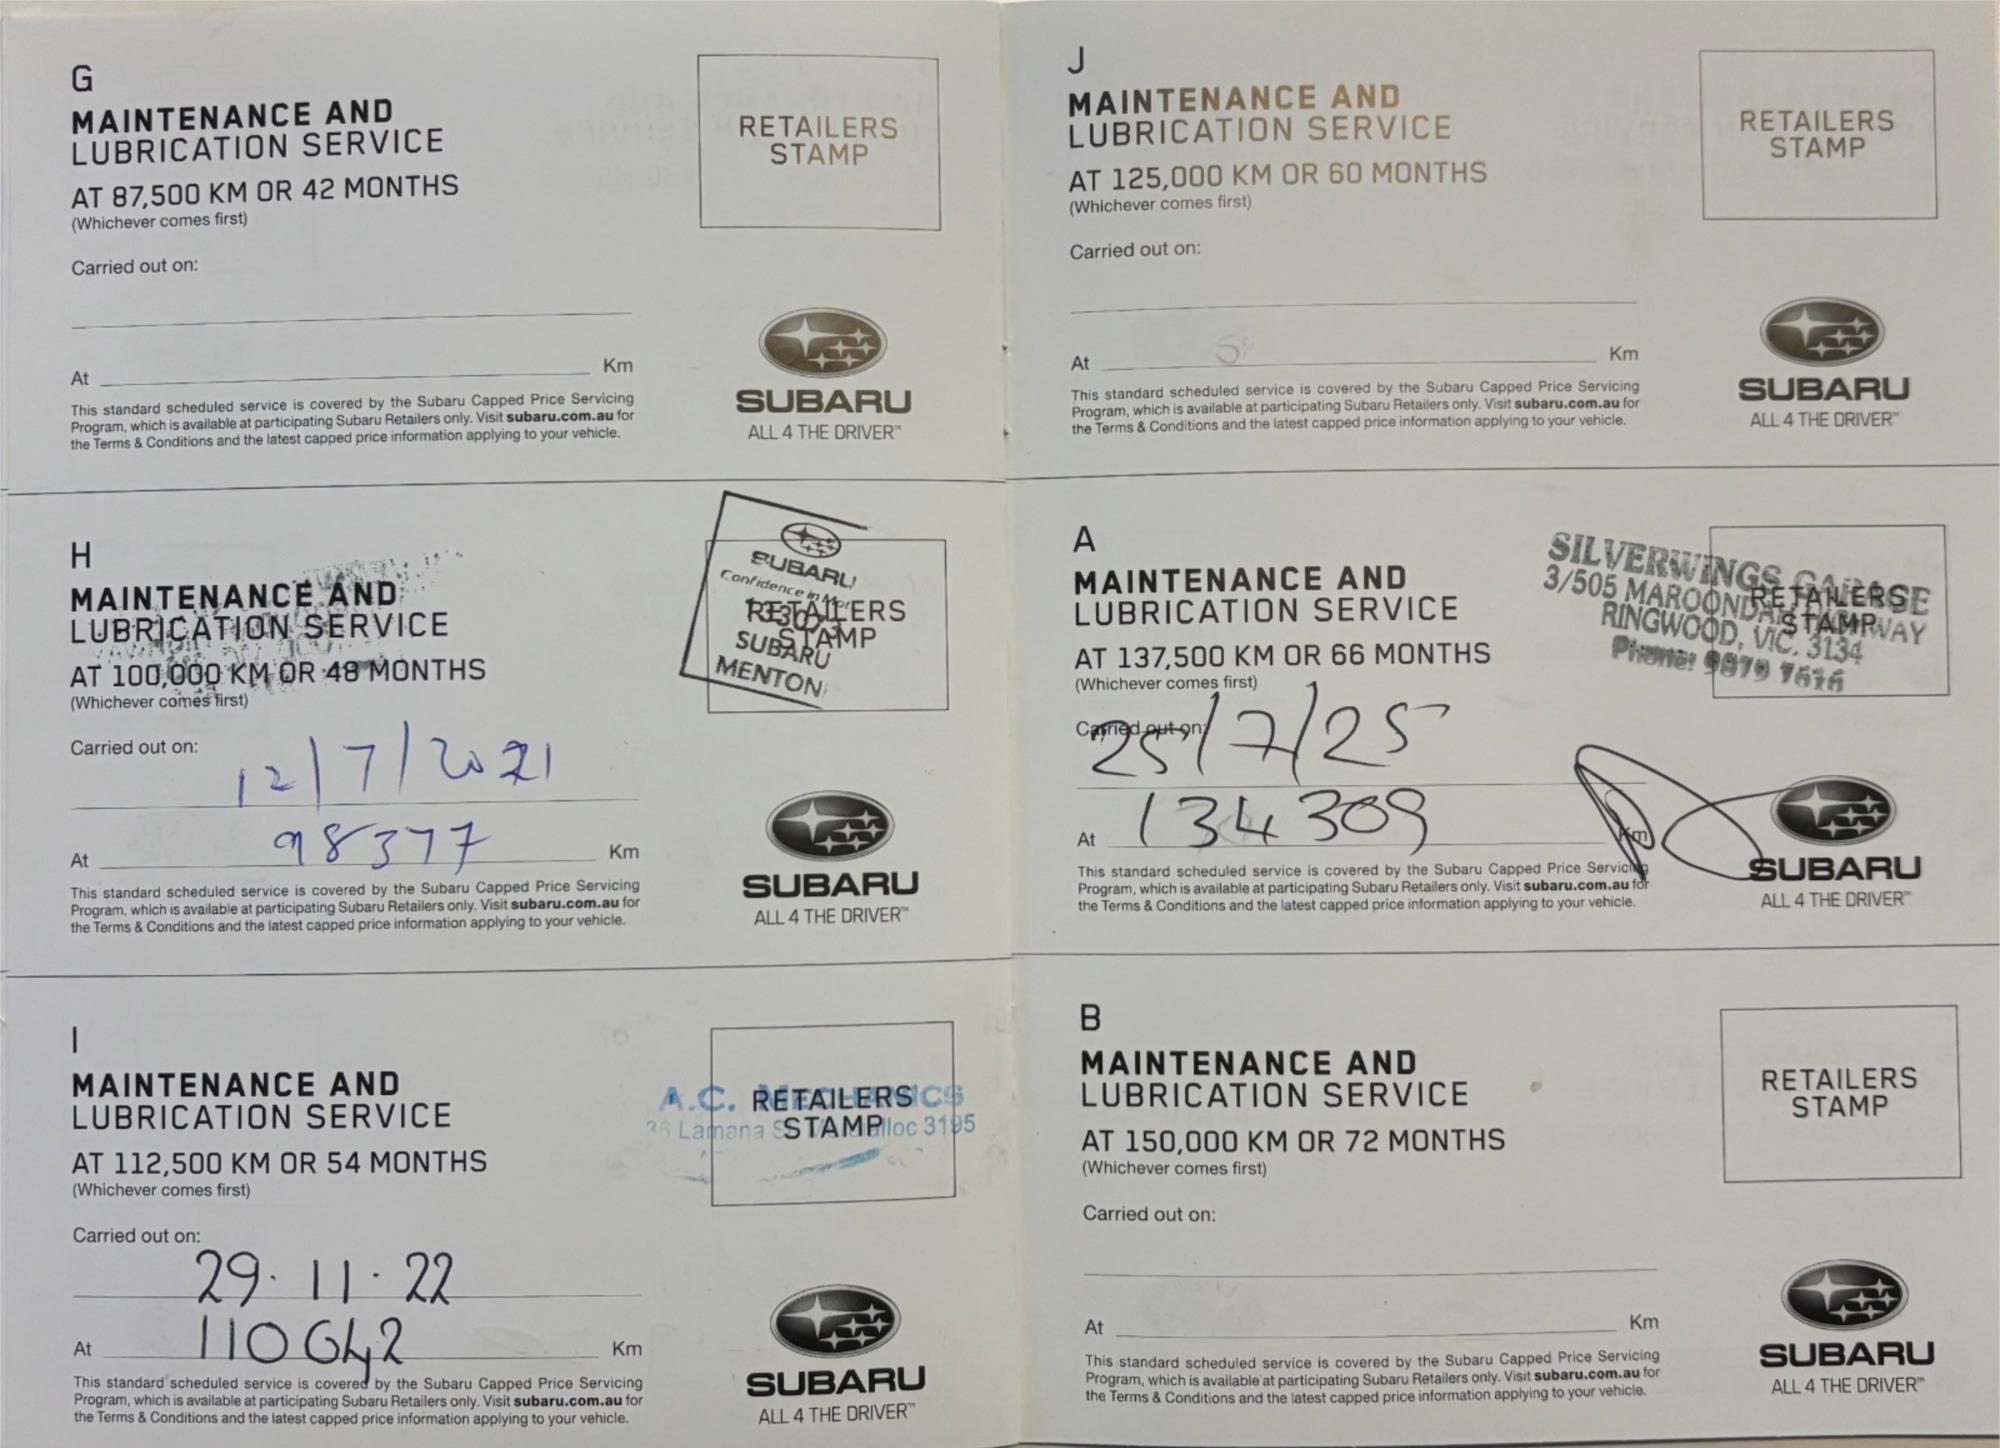 G
MAINTENANCE AND
LUBRICATION SERVICE
AT 87,500 KM OR 42 MONTHS
(Whichever comes first)
RETAILERS
STAMP
Carried out on:
At Km
This standard scheduled service is covered by the Subaru Capped Price Servicing
Program, which is available at participating Subaru Retailers only. Visit subaru.com.au for
the Terms & Conditions and the latest capped price information applying to your vehicle.
SUBARU
ALL 4 THE DRIVER™
H
MAINTENANCE AND
LUBRICATION SERVICE
AT 100,000 KM OR 48 MONTHS
(Whichever comes first)
RETAILERS
STAMP
SUBARU
Confidence in
SUBARU
MENTON
Carried out on:
12/7/2021
At 98377 Km
This standard scheduled service is covered by the Subaru Capped Price Servicing
Program, which is available at participating Subaru Retailers only. Visit subaru.com.au for
the Terms & Conditions and the latest capped price information applying to your vehicle.
SUBARU
ALL 4 THE DRIVER™
I
MAINTENANCE AND
LUBRICATION SERVICE
AT 112,500 KM OR 54 MONTHS
(Whichever comes first)
RETAILERS
STAMP
A.C. MECHANICS
36 Lamana St Mordialloc 3195
Carried out on:
29.11.22
At 110642 Km
This standard scheduled service is covered by the Subaru Capped Price Servicing
Program, which is available at participating Subaru Retailers only. Visit subaru.com.au for
the Terms & Conditions and the latest capped price information applying to your vehicle.
SUBARU
ALL 4 THE DRIVER™
J
MAINTENANCE AND
LUBRICATION SERVICE
AT 125,000 KM OR 60 MONTHS
(Whichever comes first)
RETAILERS
STAMP
Carried out on:
At Km
This standard scheduled service is covered by the Subaru Capped Price Servicing
Program, which is available at participating Subaru Retailers only. Visit subaru.com.au for
the Terms & Conditions and the latest capped price information applying to your vehicle.
SUBARU
ALL 4 THE DRIVER™
A
MAINTENANCE AND
LUBRICATION SERVICE
AT 137,500 KM OR 66 MONTHS
(Whichever comes first)
RETAILERS
STAMP
SILVERWINGS GARAGE
3/505 MAROONDAH HIGHWAY
RINGWOOD, VIC. 3134
Phone: 9879 7616
Carried out on:
25/7/25
At 134309 Km
This standard scheduled service is covered by the Subaru Capped Price Servicing
Program, which is available at participating Subaru Retailers only. Visit subaru.com.au for
the Terms & Conditions and the latest capped price information applying to your vehicle.
SUBARU
ALL 4 THE DRIVER™
B
MAINTENANCE AND
LUBRICATION SERVICE
AT 150,000 KM OR 72 MONTHS
(Whichever comes first)
RETAILERS
STAMP
Carried out on:
At Km
This standard scheduled service is covered by the Subaru Capped Price Servicing
Program, which is available at participating Subaru Retailers only. Visit subaru.com.au for
the Terms & Conditions and the latest capped price information applying to your vehicle.
SUBARU
ALL 4 THE DRIVER™